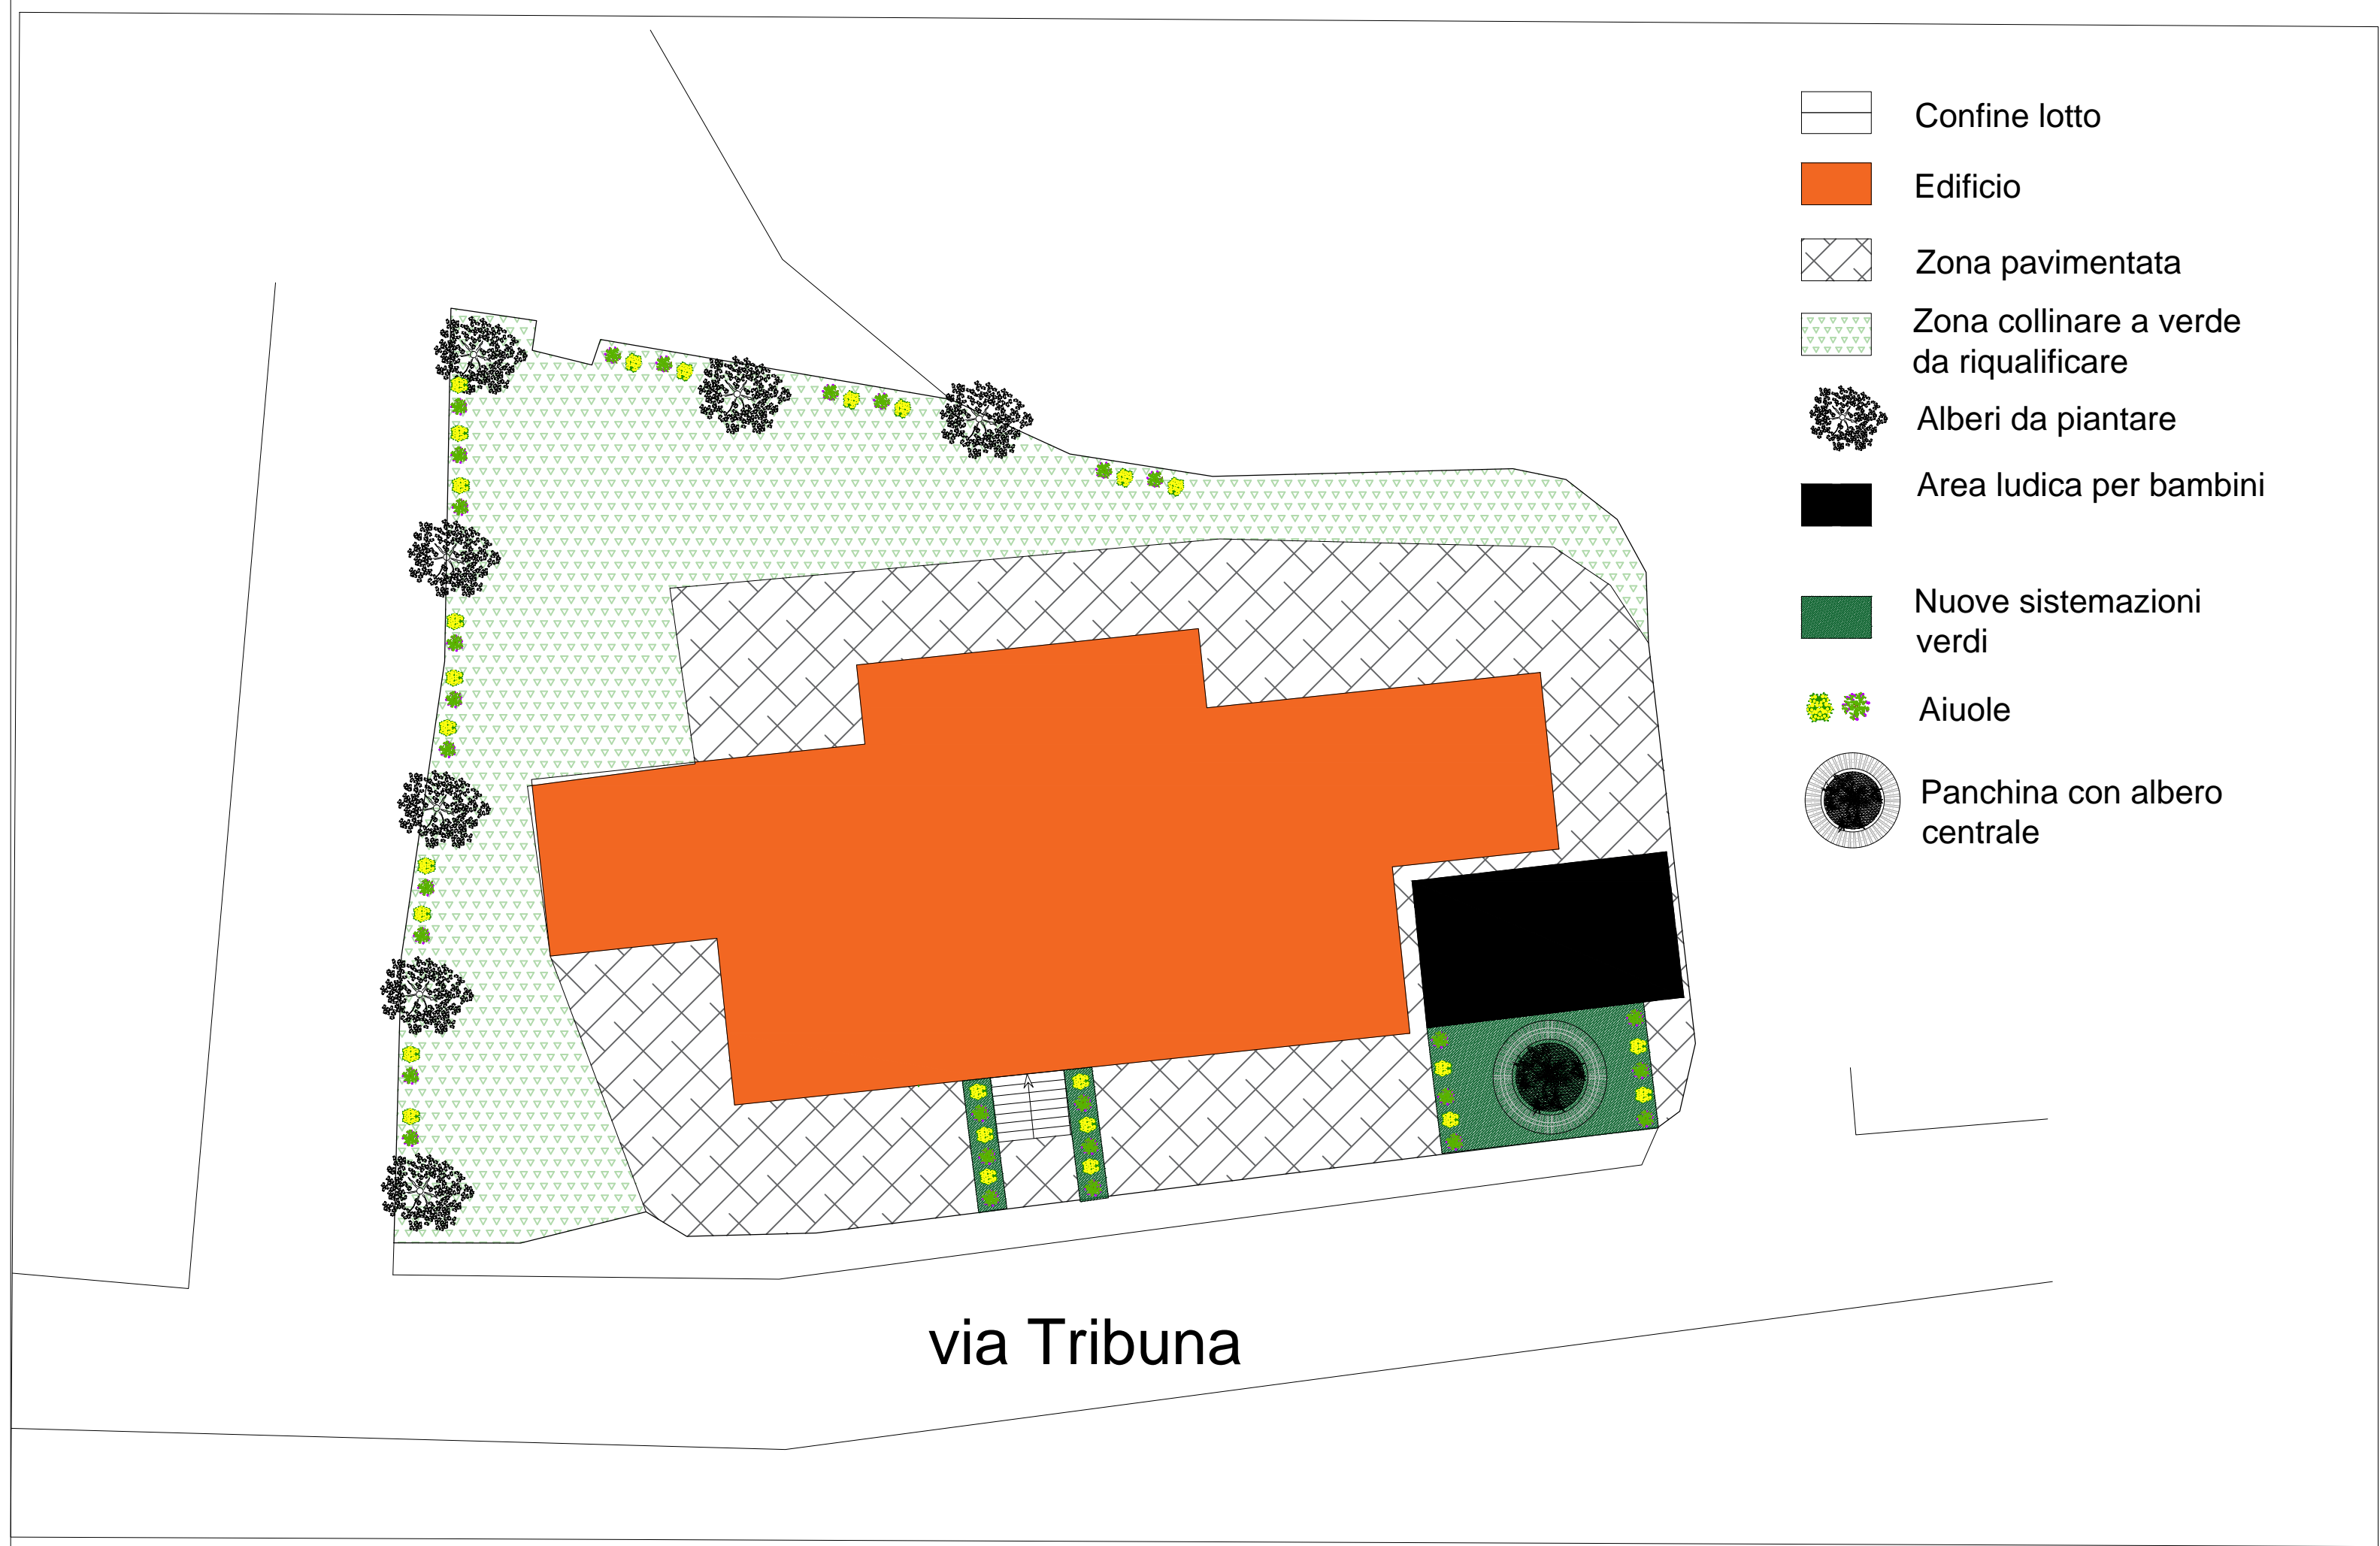 Confine lotto
Edificio
Zona pavimentata
Zona collinare a verde
da riqualificare
Alberi da piantare
Area ludica per bambini
Nuove sistemazioni
verdi
Aiuole
Panchina con albero
centrale
via Tribuna